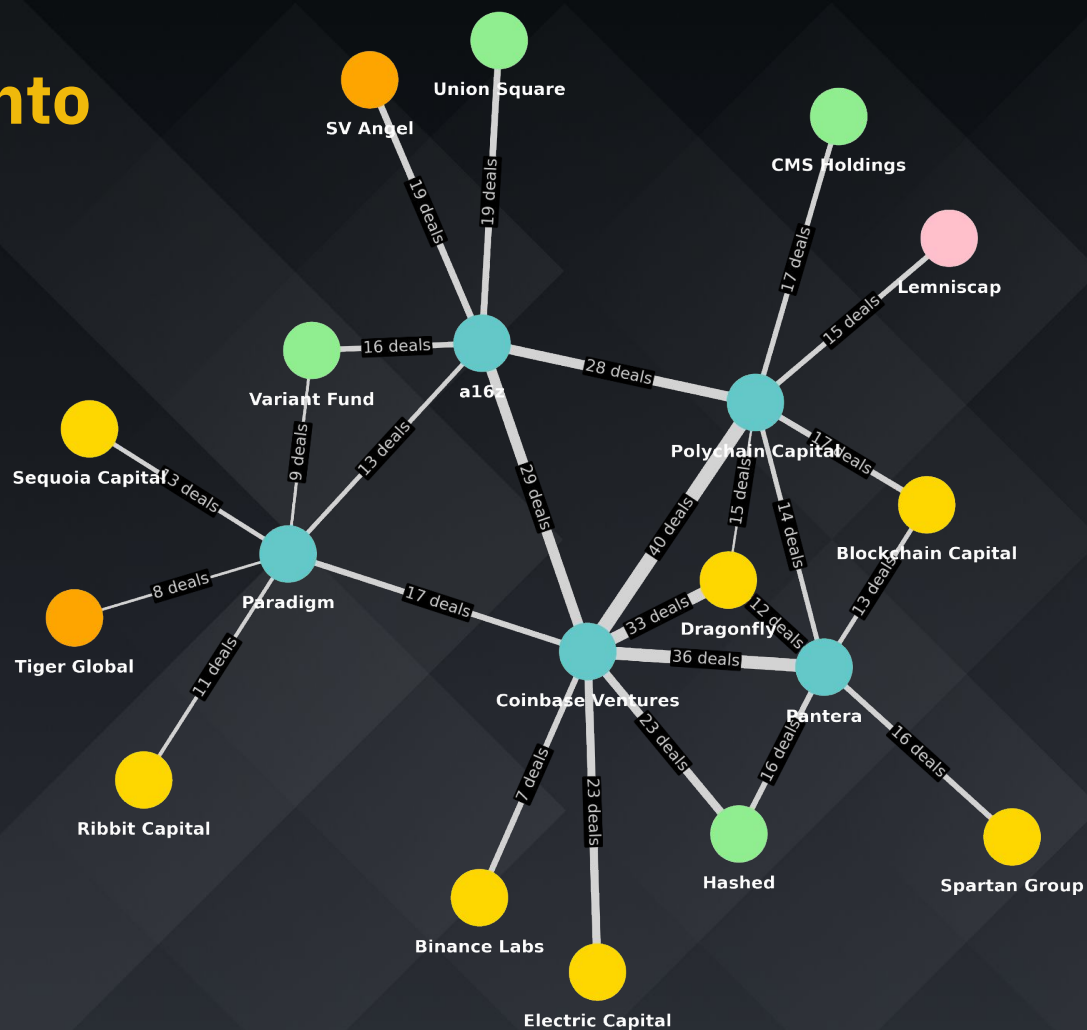 nto
Union Square
SV Angel
CMS Holdings
19 deals
19 deals
17 deals
Lemniscap
15 deals
16 deals
28 deals
a16z
Variant Fund
13 deals
9 deals
Polychain Capital
17 deals
Sequoia Capital
3 deals
29 deals
15 deals
40 deals
14 deals
Blockchain Capital
8 deals
Paradigm
17 deals
13 deals
33 deals
Dragonfly
12 deals
Tiger Global
11 deals
36 deals
Coinbase Ventures
Pantera
23 deals
16 deals
16 deals
7 deals
23 deals
Ribbit Capital
Hashed
Spartan Group
Binance Labs
Electric Capital